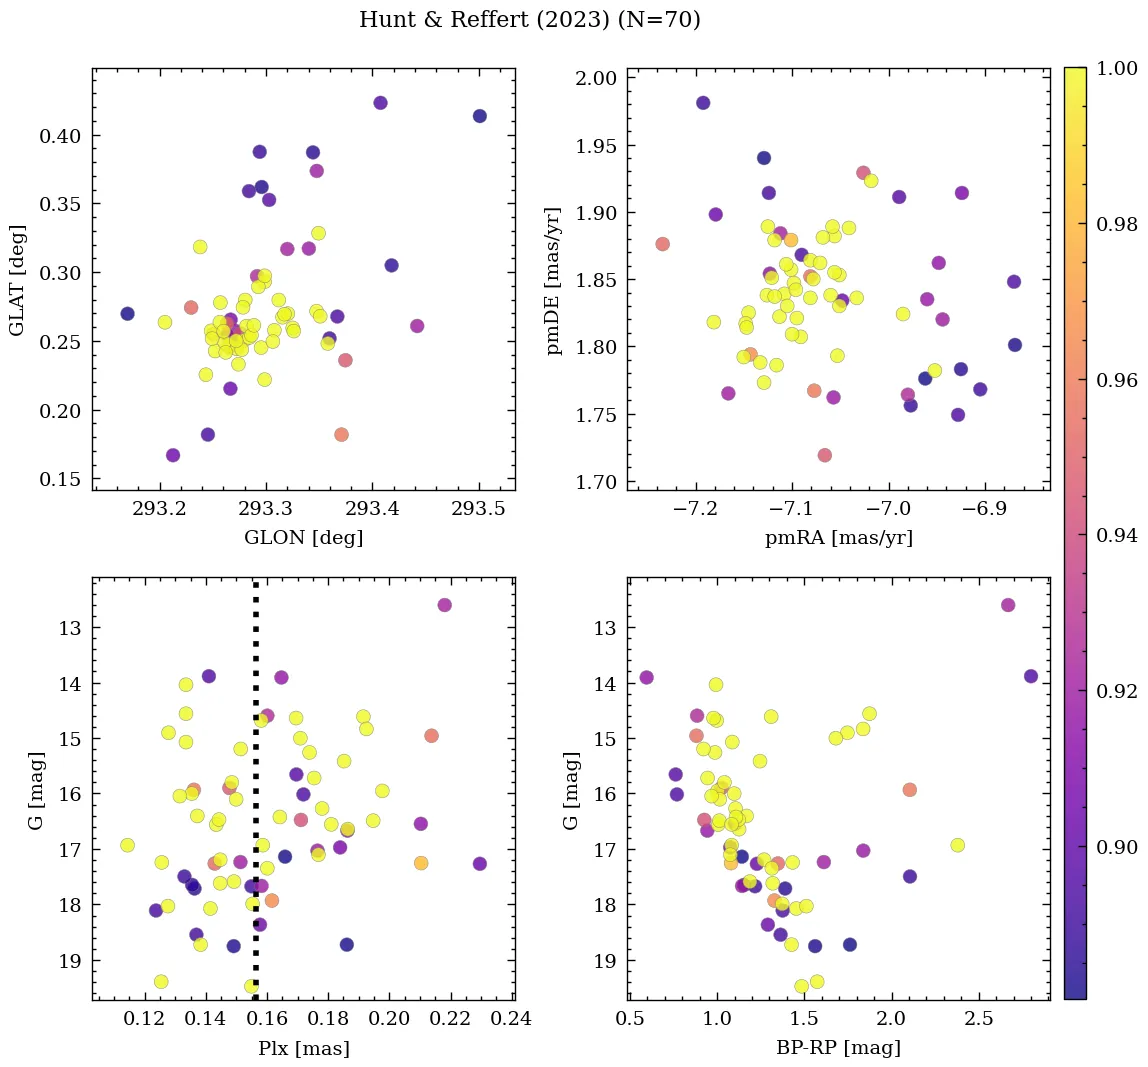 Hunt & Reffert (2023) (N=70)
GLAT [deg]
0.40
0.35
0.30
0.25
0.20
0.15
293.2 293.3 293.4 293.5
GLON [deg]
pmDE [mas/yr]
2.00
1.95
1.90
1.85
1.80
1.75
1.70
−7.2 −7.1 −7.0 −6.9
pmRA [mas/yr]
G [mag]
13
14
15
16
17
18
19
0.12 0.14 0.16 0.18 0.20 0.22 0.24
Plx [mas]
G [mag]
13
14
15
16
17
18
19
0.5 1.0 1.5 2.0 2.5
BP-RP [mag]
1.00
0.98
0.96
0.94
0.92
0.90